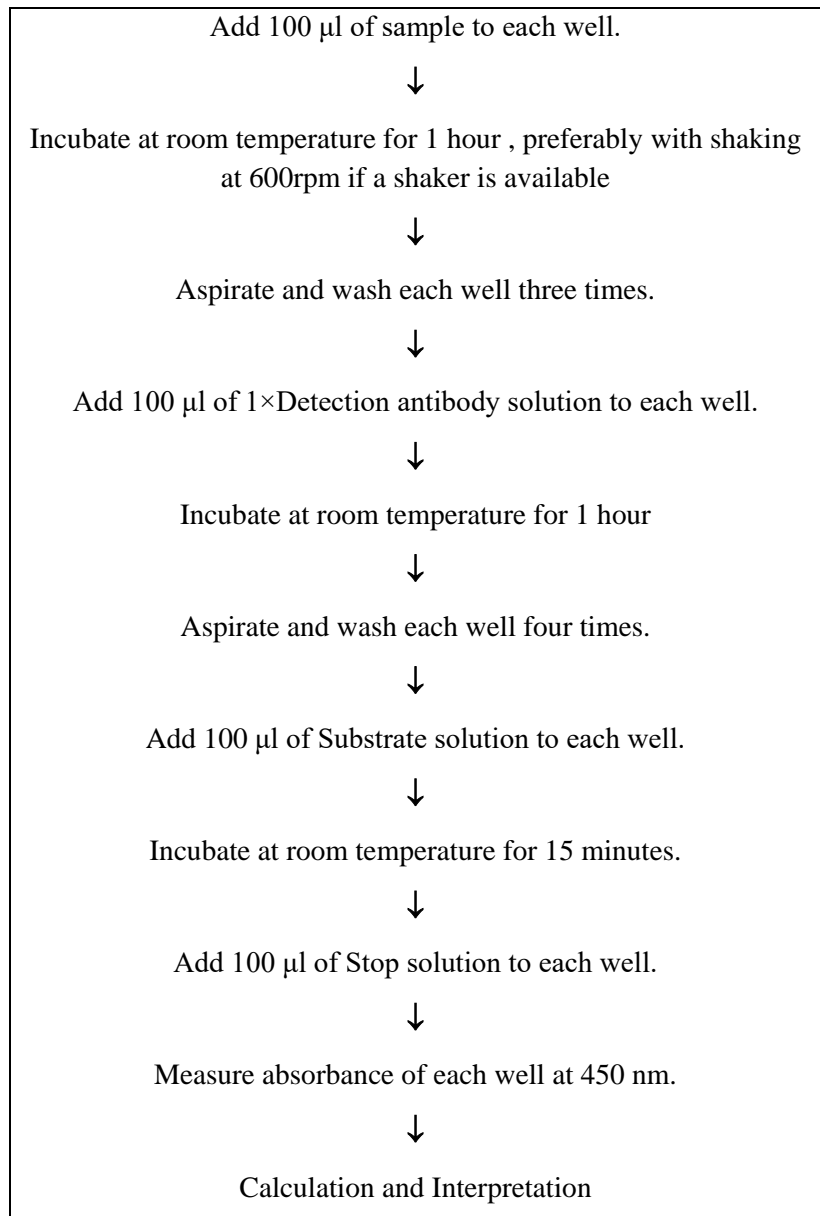 Add 100 μl of sample to each well.
↓
Incubate at room temperature for 1 hour , preferably with shaking
at 600rpm if a shaker is available
↓
Aspirate and wash each well three times.
↓
Add 100 μl of 1×Detection antibody solution to each well.
↓
Incubate at room temperature for 1 hour
↓
Aspirate and wash each well four times.
↓
Add 100 μl of Substrate solution to each well.
↓
Incubate at room temperature for 15 minutes.
↓
Add 100 μl of Stop solution to each well.
↓
Measure absorbance of each well at 450 nm.
↓
Calculation and Interpretation